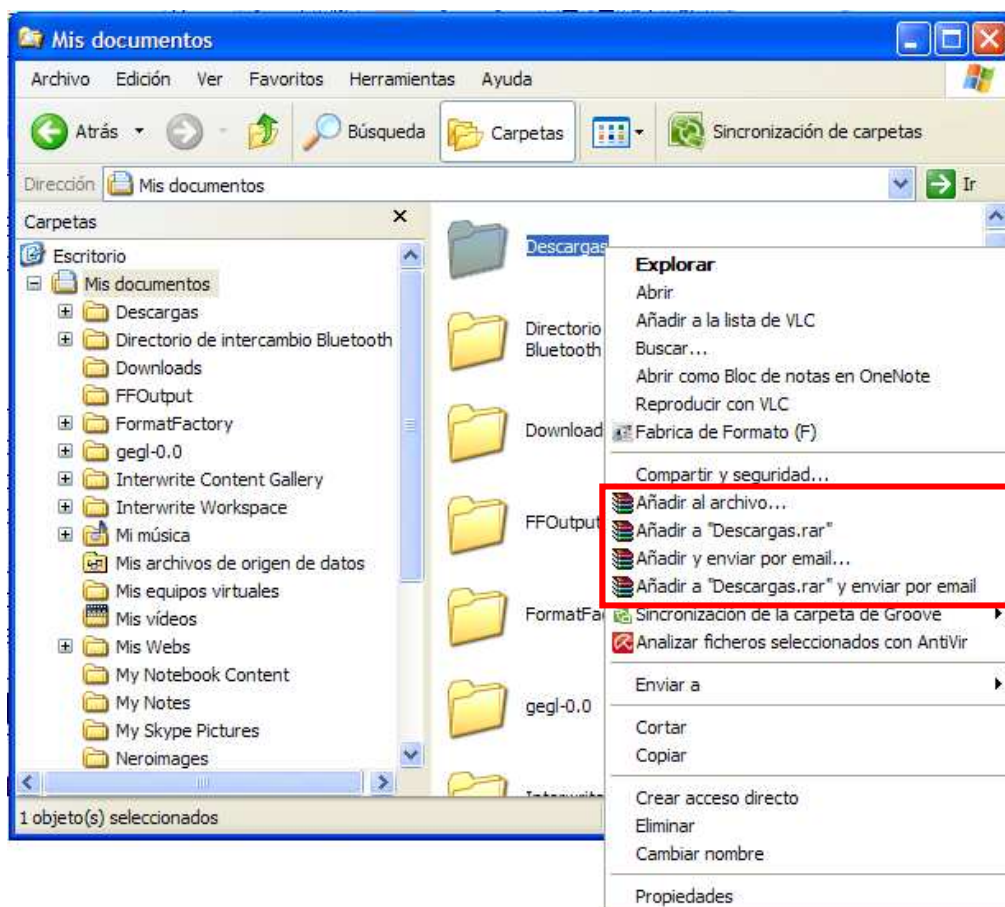 Mis documentos
Archivo Edición Ver Favoritos Herramientas Ayuda
Atrás Búsqueda Carpetas Sincronización de carpetas
Dirección Mis documentos Ir
Carpetas
Escritorio
Mis documentos
Descargas
Directorio de intercambio Bluetooth
Downloads
FFOutput
FormatFactory
gegl-0.0
Interwrite Content Gallery
Interwrite Workspace
Mi música
Mis archivos de origen de datos
Mis equipos virtuales
Mis vídeos
Mis Webs
My Notebook Content
My Notes
My Skype Pictures
Neroimages
Descargas
Directorio
Bluetooth
Download
FFOutput
FormatFa
gegl-0.0
Explorar
Abrir
Añadir a la lista de VLC
Buscar...
Abrir como Bloc de notas en OneNote
Reproducir con VLC
Fabrica de Formato (F)
Compartir y seguridad...
Añadir al archivo...
Añadir a "Descargas.rar"
Añadir y enviar por email...
Añadir a "Descargas.rar" y enviar por email
Sincronización de la carpeta de Groove
Analizar ficheros seleccionados con AntiVir
Enviar a
Cortar
Copiar
Crear acceso directo
Eliminar
Cambiar nombre
Propiedades
1 objeto(s) seleccionados